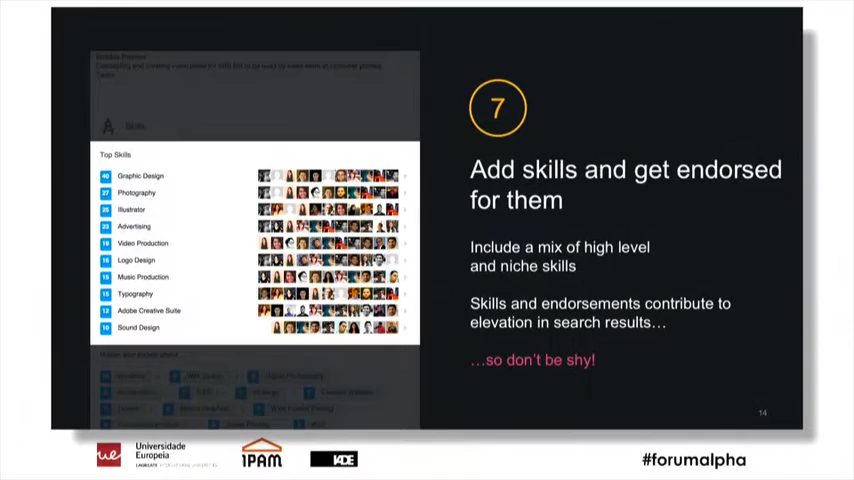 Skills
Top Skills
40 Graphic Design
27 Photography
25 Illustrator
23 Advertising
19 Video Production
16 Logo Design
15 Music Production
15 Typography
12 Adobe Creative Suite
10 Sound Design
7
Add skills and get endorsed
for them
Include a mix of high level
and niche skills
Skills and endorsements contribute to
elevation in search results…
…so don't be shy!
14
ue
Universidade
Europeia
IPAM
IADE
#forumalpha